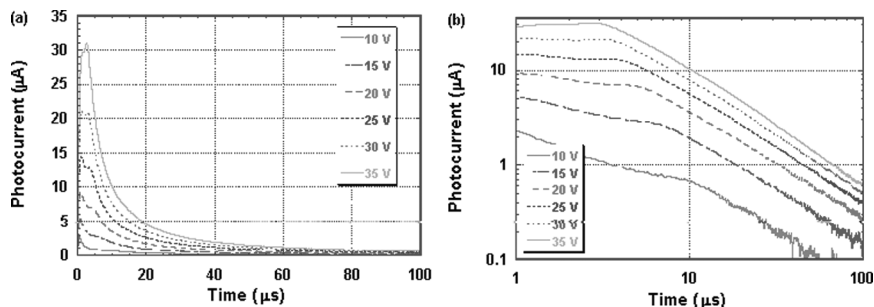 (a)
35
30
25
20
15
10
5
0
Photocurrent (μA)
0 20 40 60 80 100
Time (μs)
10 V
15 V
20 V
25 V
30 V
35 V
(b)
10
1
0.1
Photocurrent (μA)
1 10 100
Time (μs)
10 V
15 V
20 V
25 V
30 V
35 V